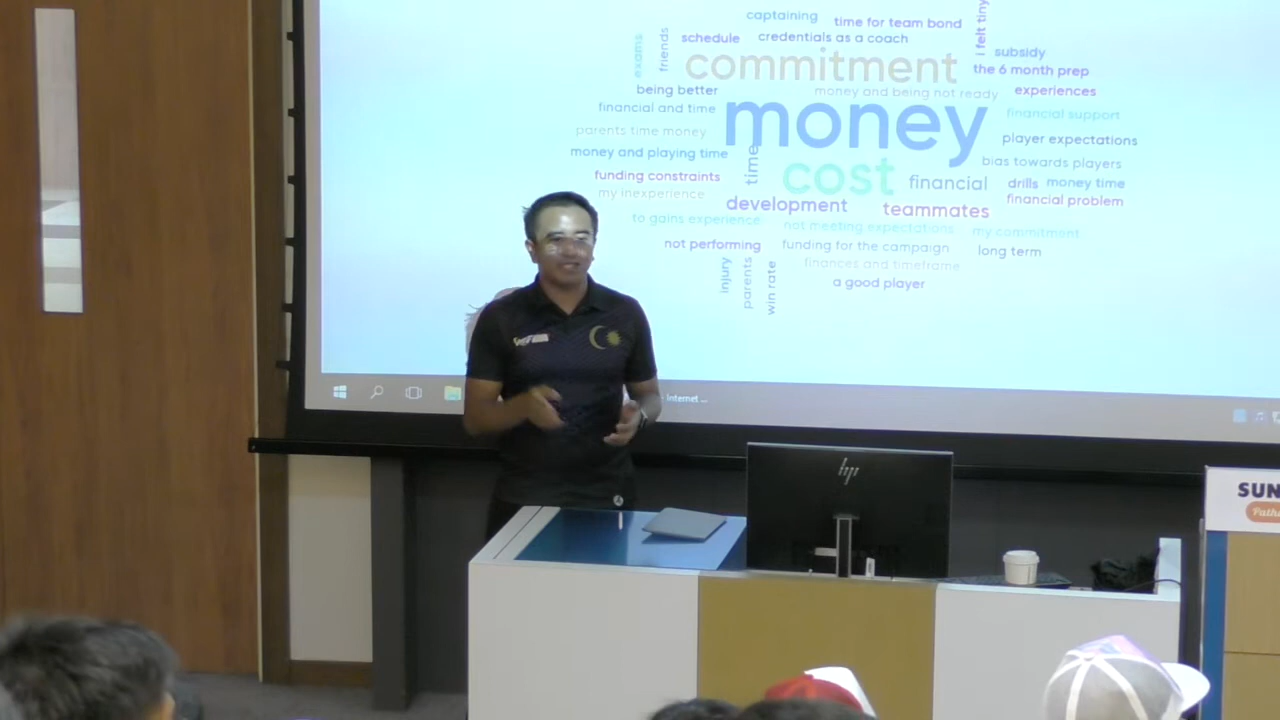 captaining
time for team bond
i felt tiny
exams
friends
schedule
credentials as a coach
subsidy
commitment
the 6 month prep
being better
money and being not ready
experiences
financial and time
money
financial support
parents time money
player expectations
money and playing time
time
bias towards players
funding constraints
cost
financial
drills
money time
my inexperience
development
teammates
financial problem
to gains experience
not meeting expectations
my commitment
not performing
funding for the campaign
long term
injury
parents
win rate
finances and timeframe
a good player
Internet ...
hp
SUN